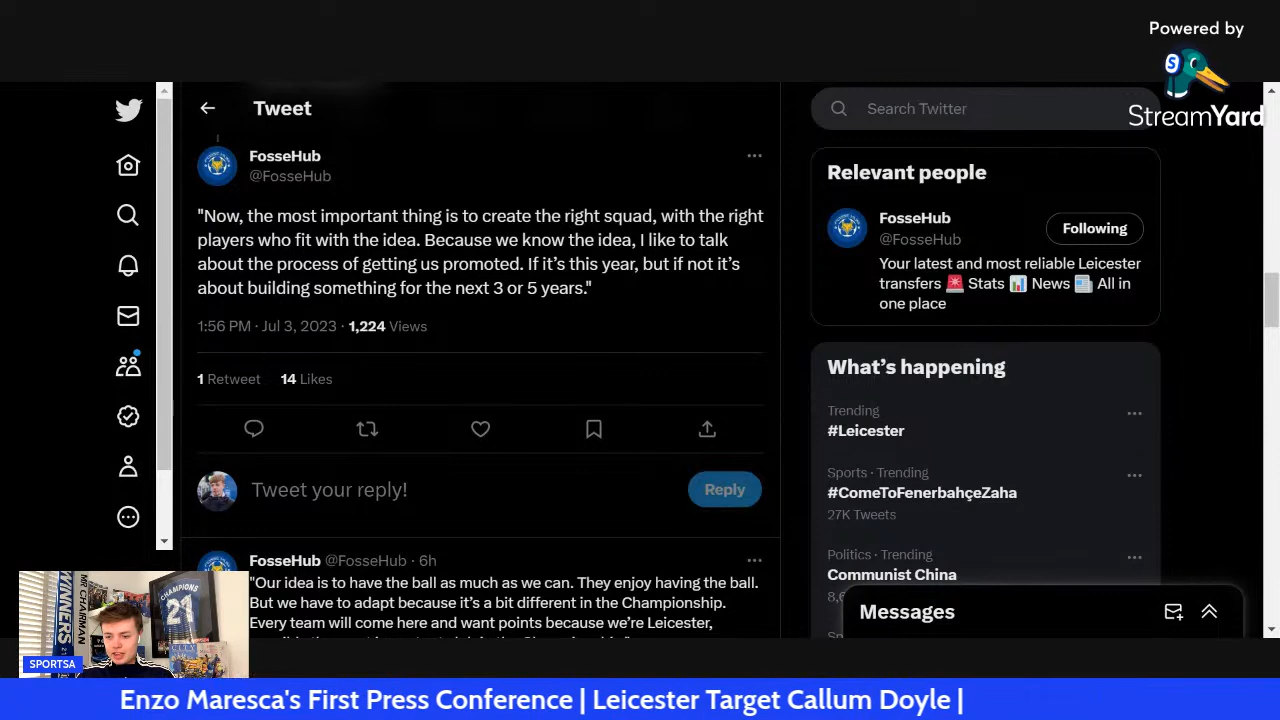 Powered by
StreamYard
Tweet
Search Twitter
FosseHub
@FosseHub
"Now, the most important thing is to create the right squad, with the right
players who fit with the idea. Because we know the idea, I like to talk
about the process of getting us promoted. If it’s this year, but if not it’s
about building something for the next 3 or 5 years."
1:56 PM · Jul 3, 2023 · 1,224 Views
1 Retweet 14 Likes
Tweet your reply!
Reply
FosseHub @FosseHub · 6h
"Our idea is to have the ball as much as we can. They enjoy having the ball.
But we have to adapt because it’s a bit different in the Championship.
Every team will come here and want points because we’re Leicester,
Relevant people
FosseHub
@FosseHub
Following
Your latest and most reliable Leicester
transfers 🚨 Stats 📊 News 📰 All in
one place
What’s happening
Trending
#Leicester
Sports · Trending
#ComeToFenerbahçeZaha
27K Tweets
Politics · Trending
Communist China
Messages
WINNERS
MR CHAIRMAN
CHAMPIONS
21
CITY
SPORTSA
Enzo Maresca's First Press Conference | Leicester Target Callum Doyle |